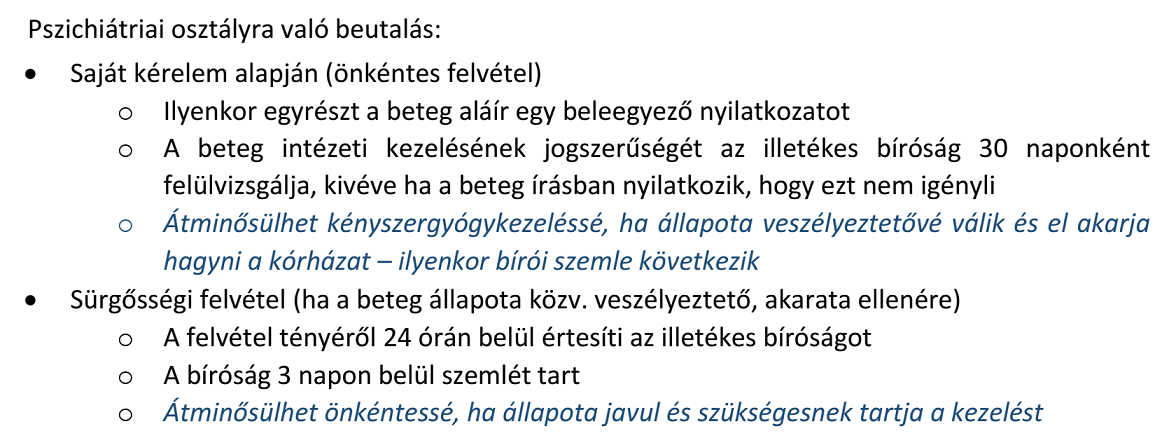 Pszichiátriai osztályra való beutalás:
• Saját kérelem alapján (önkéntes felvétel)
o Ilyenkor egyrészt a beteg aláír egy beleegyező nyilatkozatot
o A beteg intézeti kezelésének jogszerűségét az illetékes bíróság 30 naponként
felülvizsgálja, kivéve ha a beteg írásban nyilatkozik, hogy ezt nem igényli
o Átminősülhet kényszergyógykezeléssé, ha állapota veszélyeztetővé válik és el akarja
hagyni a kórházat – ilyenkor bírói szemle következik
• Sürgősségi felvétel (ha a beteg állapota közv. veszélyeztető, akarata ellenére)
o A felvétel tényéről 24 órán belül értesíti az illetékes bíróságot
o A bíróság 3 napon belül szemlét tart
o Átminősülhet önkéntessé, ha állapota javul és szükségesnek tartja a kezelést